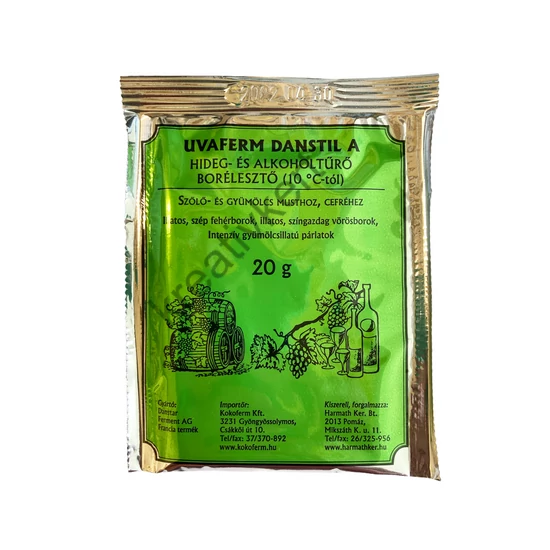 UVAFERM DANSTIL A
HIDEG- ÉS ALKOHOLTŰRŐ
BORÉLESZTŐ (10 °C-tól)
SZŐLŐ- ÉS GYÜMÖLCS MUSTHOZ, CEFRÉHEZ
Illatos, szép fehérborok, illatos, színgazdag vörösborok,
Intenzív gyümölcsillatú párlatok
20 g
Gyártó:
Danstar
Ferment AG
Francia termék
Importőr:
Kokoferm Kft.
3231 Gyöngyössolymos,
Csákkői út 10.
Tel/fax: 37/370-892
www.kokoferm.hu
Kiszereli, forgalmazza:
Harmath Ker. Bt.
2013 Pomáz,
Mikszáth K. u. 11.
Tel/fax: 26/325-956
www.harmathker.hu